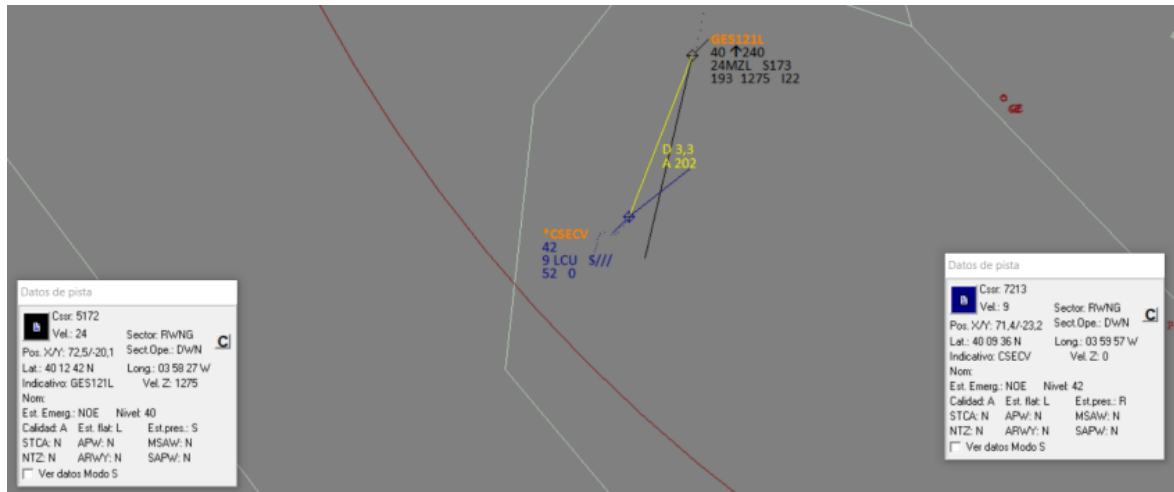 GES121L
40 ↑240
24MZL S173
193 1275 I22
GE
D 3,3
A 202
*CSECV
42
9 LCU S///
52 0
Datos de pista
Cssr: 5172
Vel.: 24 Sector: RWNG
Pos. X/Y: 72,5/-20,1 Sect.Ope.: DWN C
Lat.: 40 12 42 N Long.: 03 58 27 W
Indicativo: GES121L Vel. Z: 1275
Nom:
Est. Emerg.: NOE Nivel: 40
Calidad: A Est. flat: L Est.pres.: S
STCA: N APW: N MSAW: N
NTZ: N ARWY: N SAPW: N
Ver datos Modo S
Datos de pista
Cssr: 7213
Vel.: 9 Sector: RWNG
Pos. X/Y: 71,4/-23,2 Sect.Ope.: DWN C
Lat.: 40 09 36 N Long.: 03 59 57 W
Indicativo: CSECV Vel. Z: 0
Nom:
Est. Emerg.: NOE Nivel: 42
Calidad: A Est. flat: L Est.pres.: R
STCA: N APW: N MSAW: N
NTZ: N ARWY: N SAPW: N
Ver datos Modo S